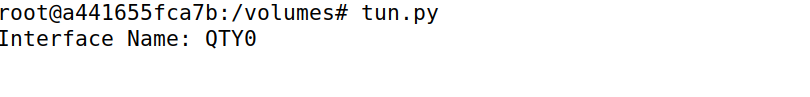 root@a441655fca7b:/volumes# tun.py
Interface Name: QTY0